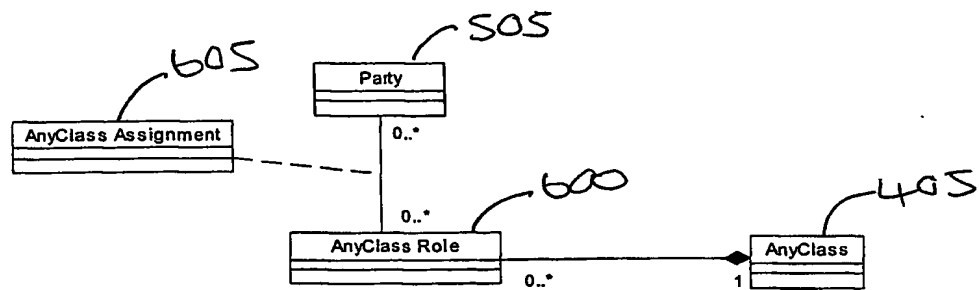 505
605
Party
AnyClass Assignment
0..*
0..*
600
405
AnyClass Role
AnyClass
0..*
1